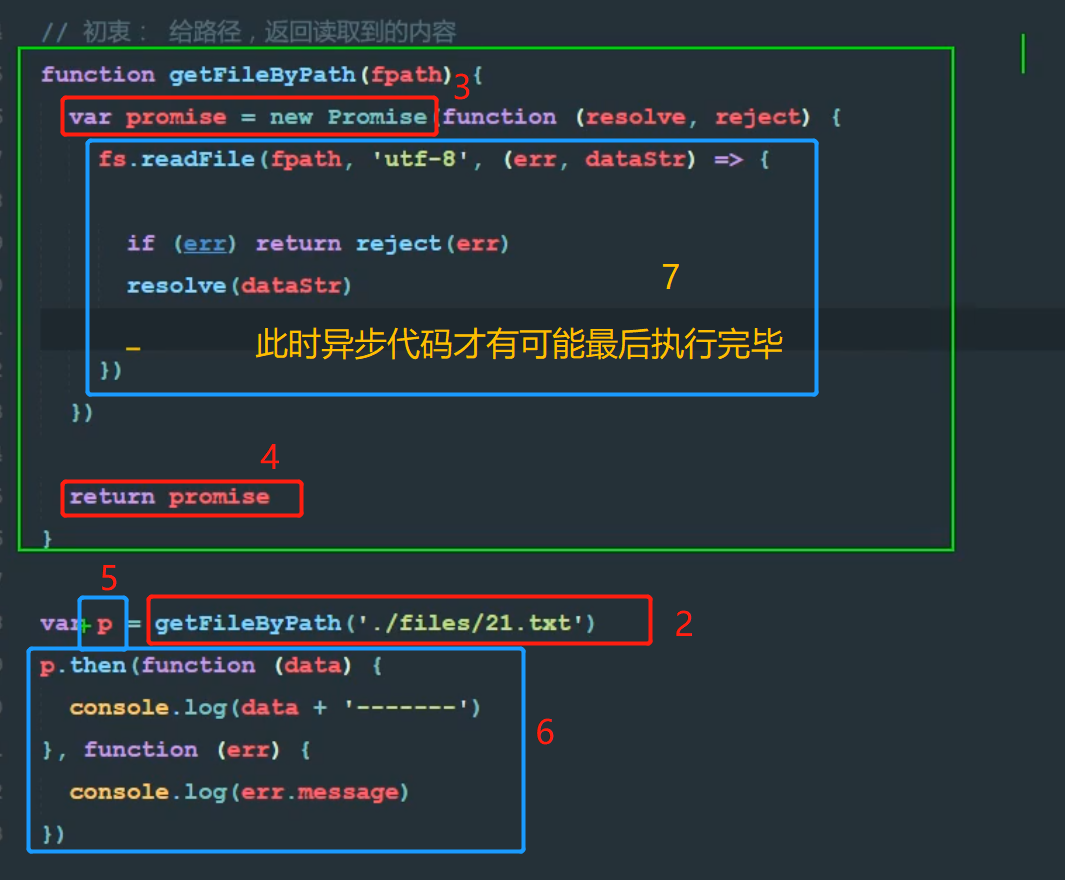 // 初衷： 给路径，返回读取到的内容
function getFileByPath(fpath) {
3
var promise = new Promise(function (resolve, reject) {
fs.readFile(fpath, 'utf-8', (err, dataStr) => {
if (err) return reject(err)
resolve(dataStr)
7
此时异步代码才有可能最后执行完毕
})
})
4
return promise
}
5
var p = getFileByPath('./files/21.txt')
2
p.then(function (data) {
console.log(data + '-------')
6
}, function (err) {
console.log(err.message)
})